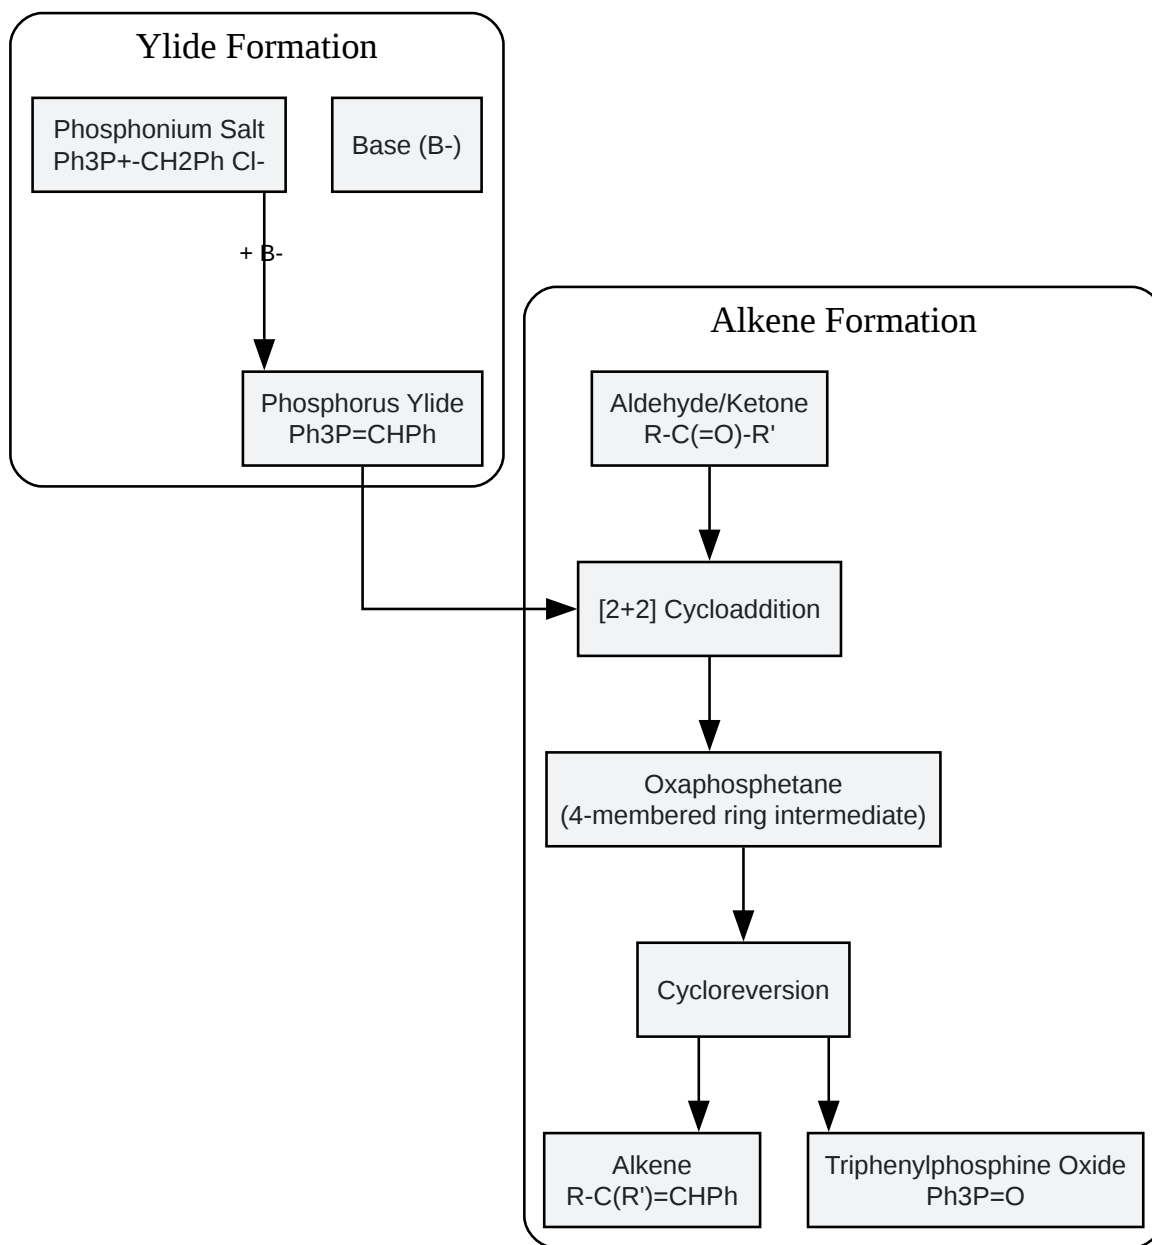 Ylide Formation
Phosphonium Salt
Ph3P+-CH2Ph Cl-
Base (B-)
+ B-
Phosphorus Ylide
Ph3P=CHPh
Alkene Formation
Aldehyde/Ketone
R-C(=O)-R'
[2+2] Cycloaddition
Oxaphosphetane
(4-membered ring intermediate)
Cycloreversion
Alkene
R-C(R')=CHPh
Triphenylphosphine Oxide
Ph3P=O